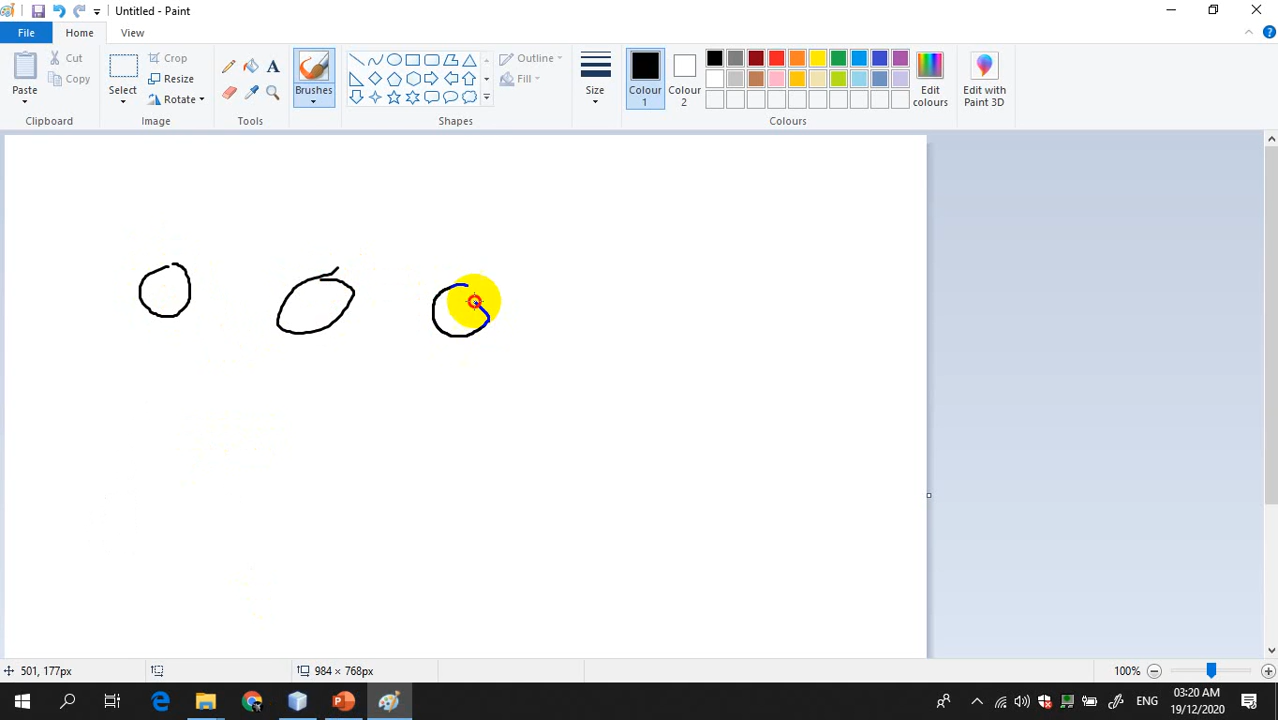 Untitled - Paint
File Home View
Paste
Cut
Copy
Clipboard
Select
Crop
Resize
Rotate
Image
A
Tools
Brushes
Shapes
Outline
Fill
Size
Colour 1
Colour 2
Edit colours
Colours
Edit with Paint 3D
501, 177px
984 × 768px
100%
ENG
03:20 AM
19/12/2020